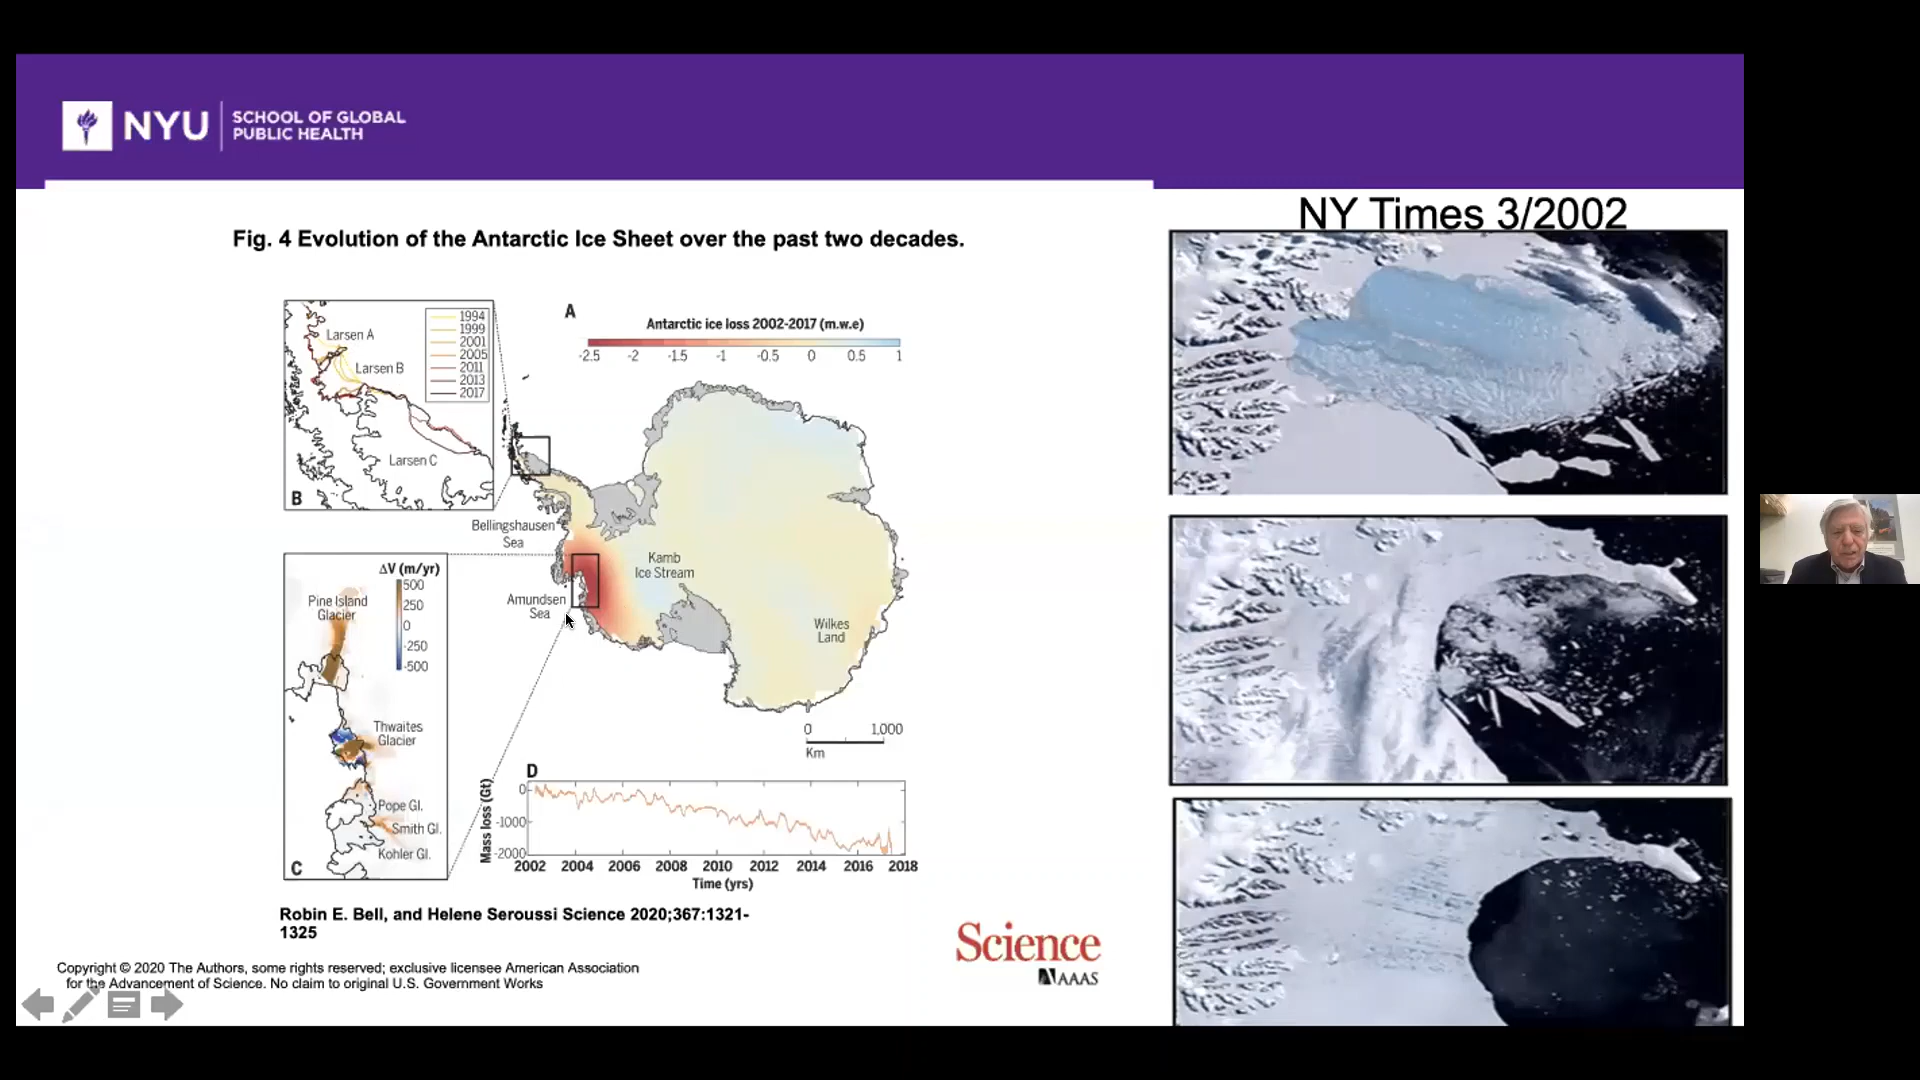 NYU
SCHOOL OF GLOBAL
PUBLIC HEALTH
NY Times 3/2002
Fig. 4 Evolution of the Antarctic Ice Sheet over the past two decades.
A
Antarctic ice loss 2002-2017 (m.w.e)
-2.5 -2 -1.5 -1 -0.5 0 0.5 1
Larsen A
Larsen B
Larsen C
1994
1999
2001
2005
2011
2013
2017
B
Bellingshausen
Sea
Kamb
Ice Stream
Amundsen
Sea
Wilkes
Land
0 1,000
Km
ΔV (m/yr)
500
250
0
-250
-500
Pine Island
Glacier
Thwaites
Glacier
Pope Gl.
Smith Gl.
Kohler Gl.
C
D
Mass loss (Gt)
0
-1000
-2000
2002 2004 2006 2008 2010 2012 2014 2016 2018
Time (yrs)
Robin E. Bell, and Helene Seroussi Science 2020;367:1321-
1325
Science
AAAS
Copyright © 2020 The Authors, some rights reserved; exclusive licensee American Association
for the Advancement of Science. No claim to original U.S. Government Works